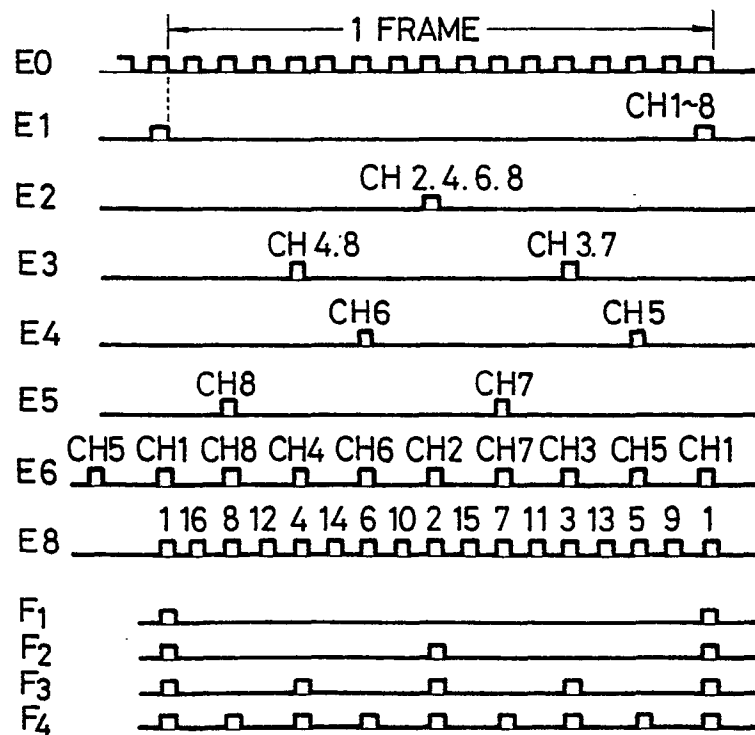 1 FRAME
E0
E1 CH1~8
E2 CH 2. 4. 6. 8
E3 CH 4.8 CH 3.7
E4 CH6 CH5
E5 CH8 CH7
E6 CH5 CH1 CH8 CH4 CH6 CH2 CH7 CH3 CH5 CH1
E8 1 16 8 12 4 14 6 10 2 15 7 11 3 13 5 9 1
F1
F2
F3
F4